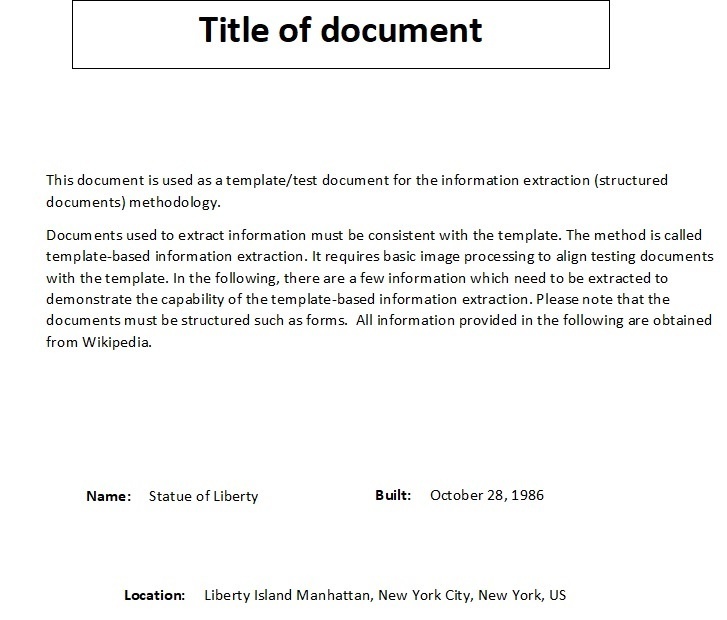 Title of document
This document is used as a template/test document for the information extraction (structured
documents) methodology.
Documents used to extract information must be consistent with the template. The method is called
template-based information extraction. It requires basic image processing to align testing documents
with the template. In the following, there are a few information which need to be extracted to
demonstrate the capability of the template-based information extraction. Please note that the
documents must be structured such as forms.  All information provided in the following are obtained
from Wikipedia.
Name: Statue of Liberty Built: October 28, 1986
Location: Liberty Island Manhattan, New York City, New York, US